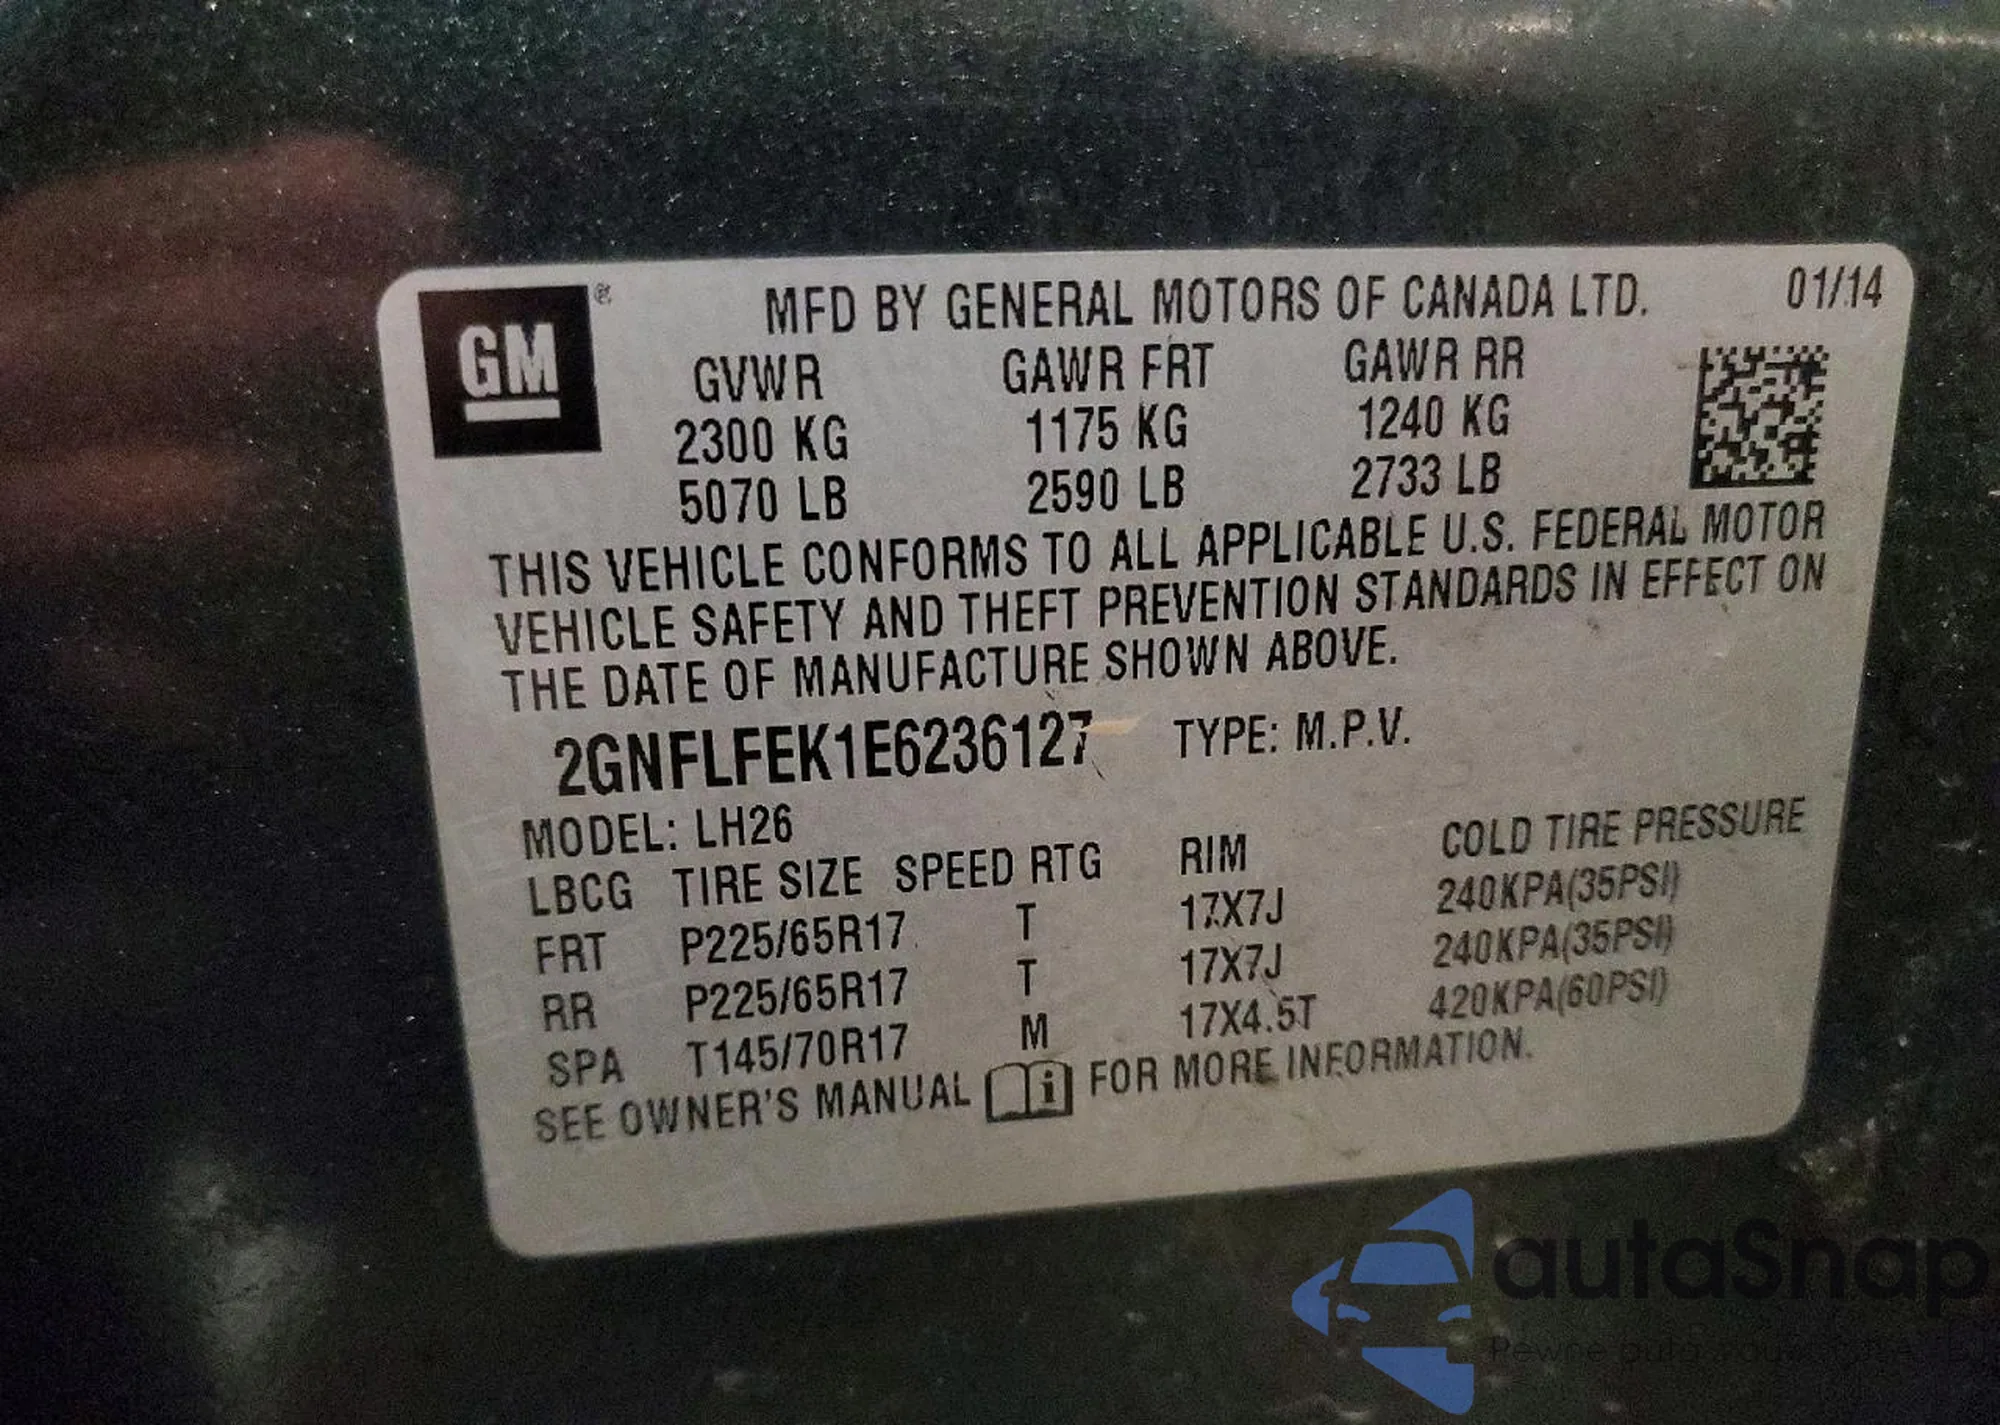 GM ® MFD BY GENERAL MOTORS OF CANADA LTD. 01/14
GVWR GAWR FRT GAWR RR
2300 KG 1175 KG 1240 KG
5070 LB 2590 LB 2733 LB
THIS VEHICLE CONFORMS TO ALL APPLICABLE U.S. FEDERAL MOTOR
VEHICLE SAFETY AND THEFT PREVENTION STANDARDS IN EFFECT ON
THE DATE OF MANUFACTURE SHOWN ABOVE.
2GNFLFEK1E6236127 TYPE: M.P.V.
MODEL: LH26
LBCG TIRE SIZE SPEED RTG RIM COLD TIRE PRESSURE
FRT P225/65R17 T 17X7J 240KPA(35PSI)
RR P225/65R17 T 17X7J 240KPA(35PSI)
SPA T145/70R17 M 17X4.5T 420KPA(60PSI)
SEE OWNER'S MANUAL i FOR MORE INFORMATION.
autaSnap
Pewne auta